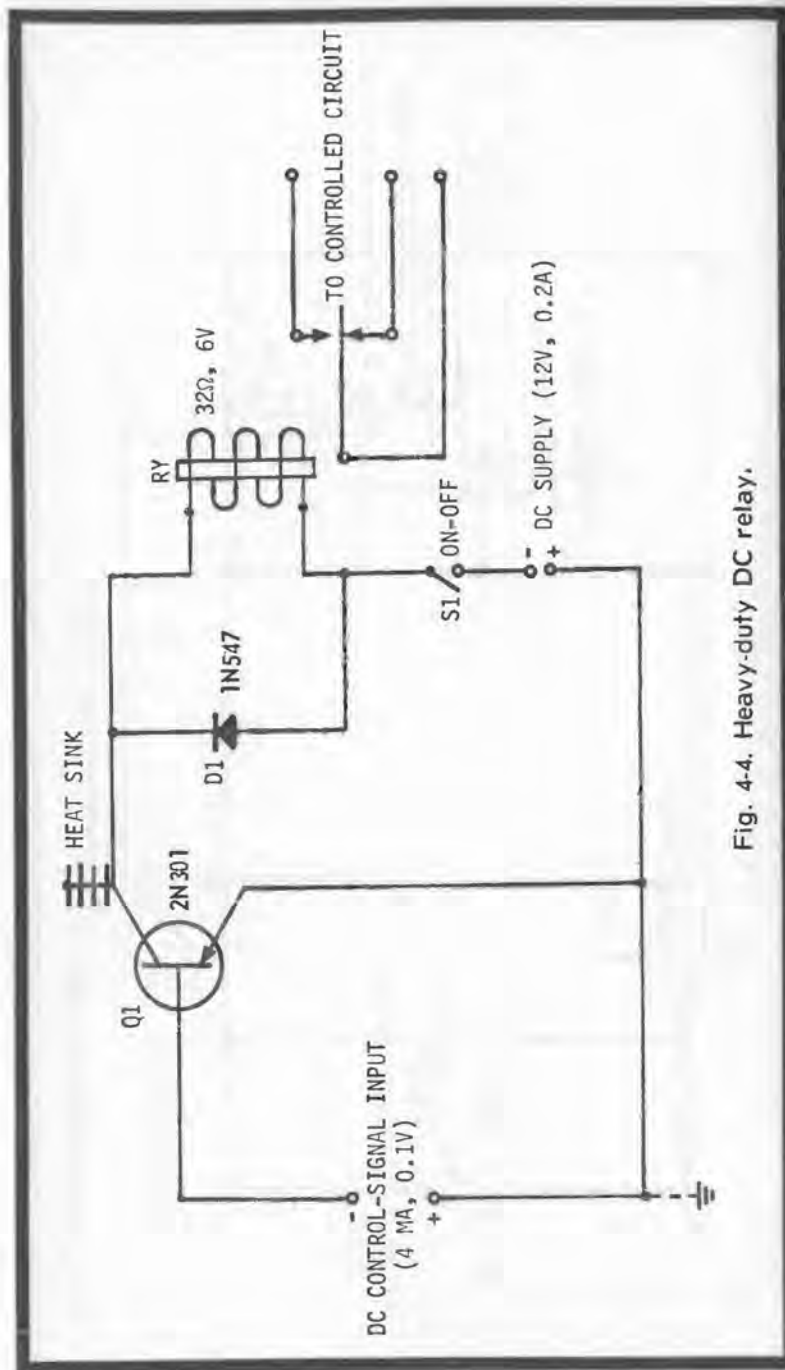 HEAT SINK
Q1
2N301
D1
1N547
RY
32Ω, 6V
TO CONTROLLED CIRCUIT
S1
ON-OFF
-
+
DC SUPPLY (12V, 0.2A)
DC CONTROL-SIGNAL INPUT
(4 MA, 0.1V)
-
+
Fig. 4-4. Heavy-duty DC relay.